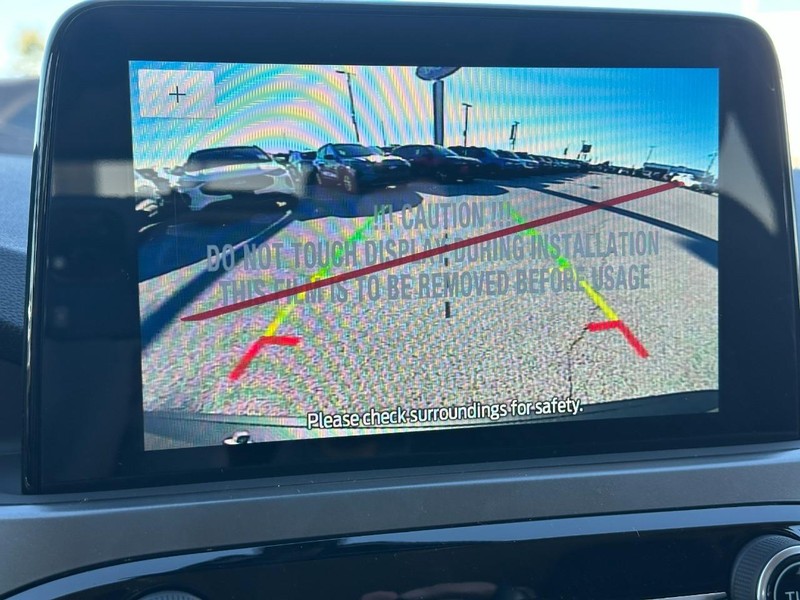 +
!!! CAUTION !!!
DO NOT TOUCH DISPLAY DURING INSTALLATION
THIS FILM IS TO BE REMOVED BEFORE USAGE
Please check surroundings for safety.